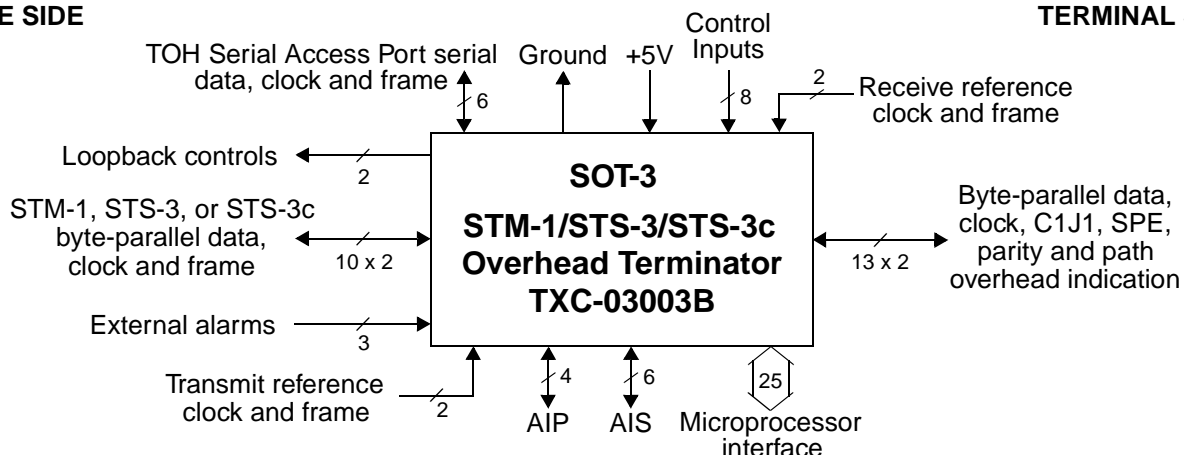 E SIDE
TERMINAL
Control
Inputs
TOH Serial Access Port serial
data, clock and frame
Ground
+5V
6
8
2
Receive reference
clock and frame
Loopback controls
2
SOT-3
STM-1/STS-3/STS-3c
Overhead Terminator
TXC-03003B
STM-1, STS-3, or STS-3c
byte-parallel data,
clock and frame
10 x 2
Byte-parallel data,
clock, C1J1, SPE,
parity and path
overhead indication
13 x 2
External alarms
3
Transmit reference
clock and frame
2
4
6
25
AIP
AIS
Microprocessor
interface